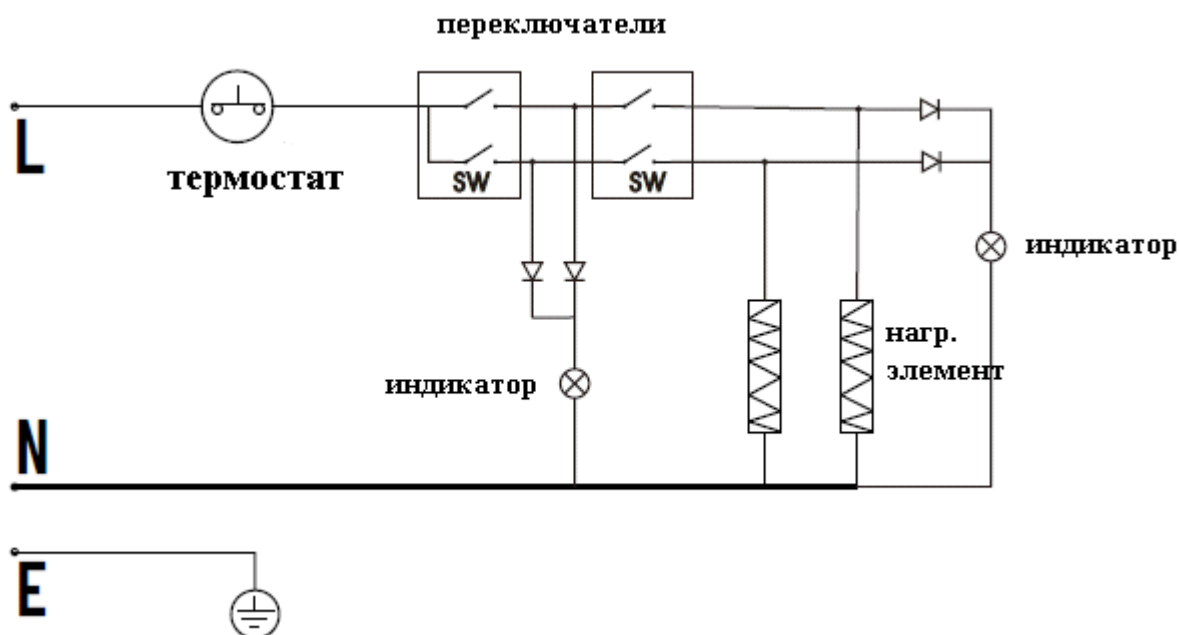 переключатели
L
термостат
SW
SW
индикатор
нагр.
элемент
индикатор
N
E